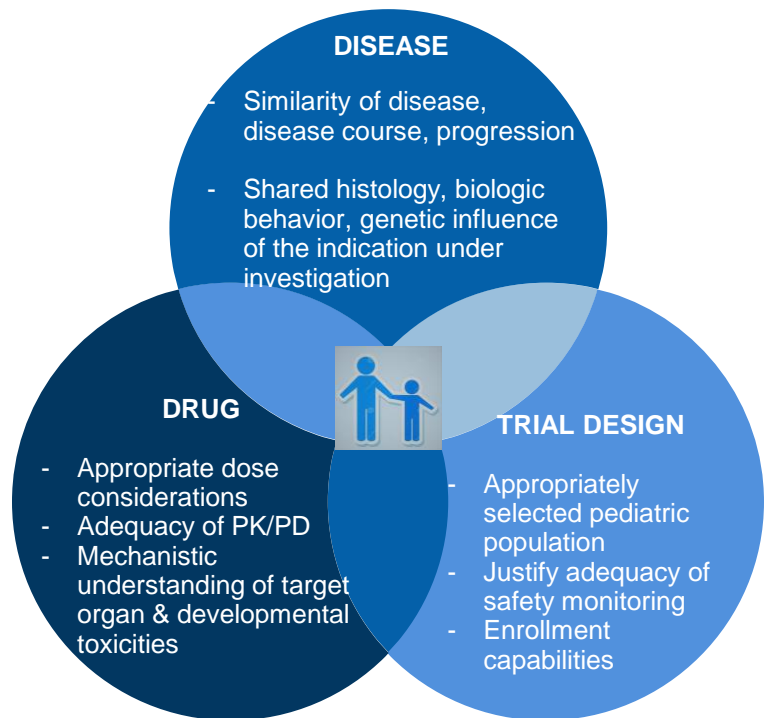 DISEASE
- Similarity of disease,
disease course, progression
- Shared histology, biologic
behavior, genetic influence
of the indication under
investigation
DRUG
- Appropriate dose
considerations
- Adequacy of PK/PD
- Mechanistic
understanding of target
organ & developmental
toxicities
TRIAL DESIGN
- Appropriately
selected pediatric
population
- Justify adequacy of
safety monitoring
- Enrollment
capabilities